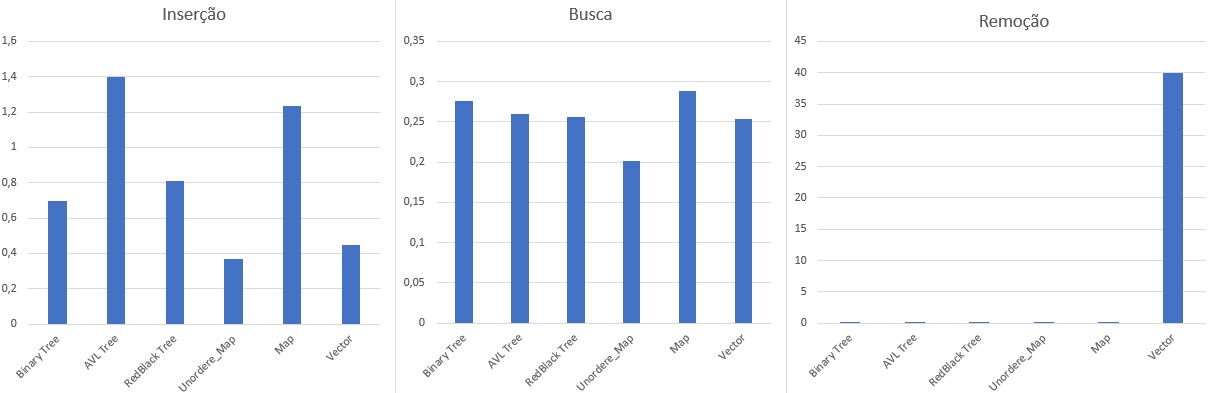 Inserção
1,6
1,4
1,2
1
0,8
0,6
0,4
0,2
0
Binary Tree
AVL Tree
RedBlack Tree
Unordere_Map
Map
Vector
Busca
0,35
0,3
0,25
0,2
0,15
0,1
0,05
0
Binary Tree
AVL Tree
RedBlack Tree
Unordere_Map
Map
Vector
Remoção
45
40
35
30
25
20
15
10
5
0
Binary Tree
AVL Tree
RedBlack Tree
Unordere_Map
Map
Vector